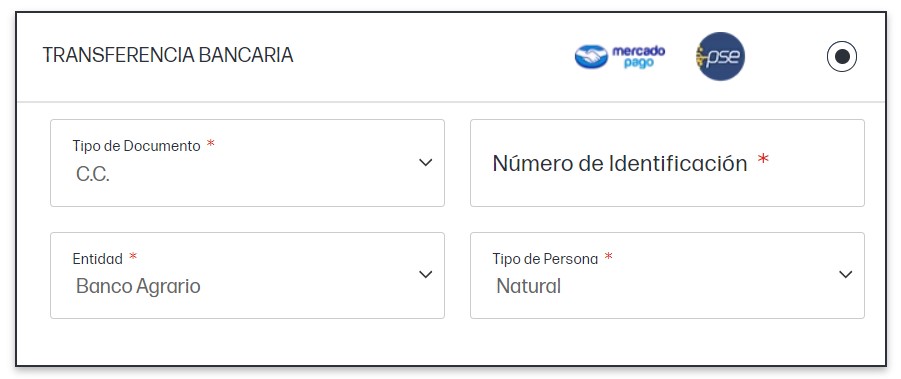 TRANSFERENCIA BANCARIA
mercado
pago
pse
Tipo de Documento *
C.C.
Número de Identificación *
Entidad *
Banco Agrario
Tipo de Persona *
Natural